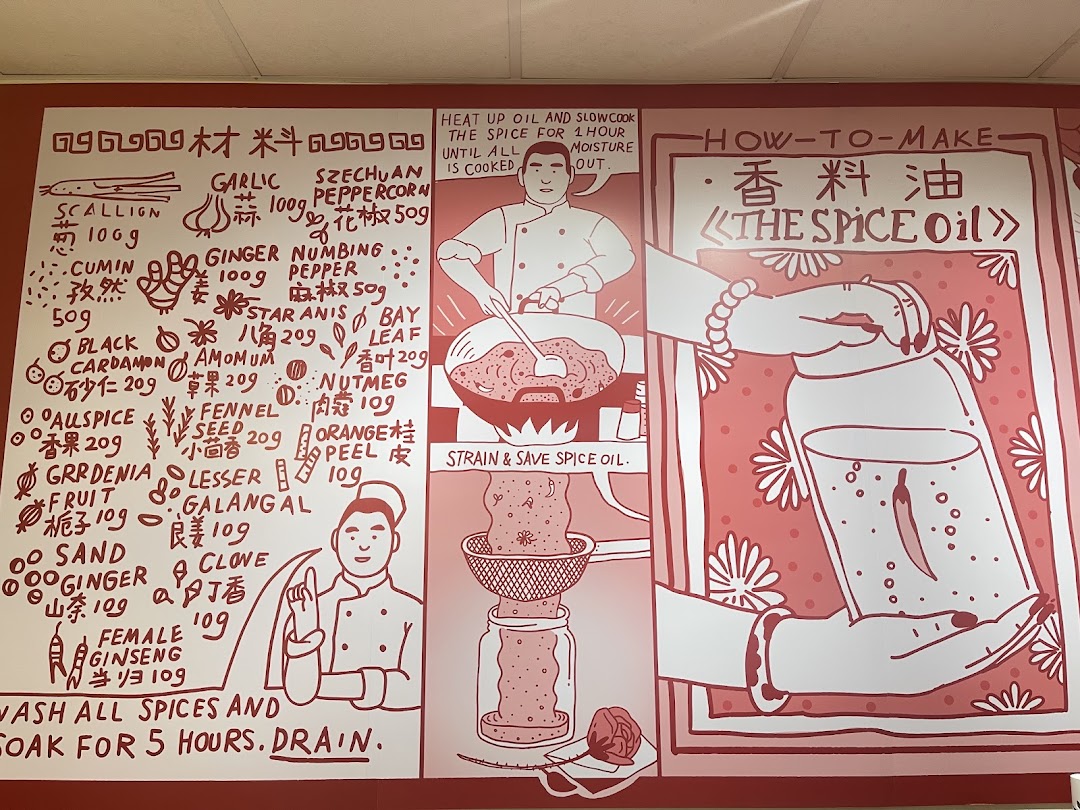 材料
SCALLION
葱 100g
GARLIC
蒜 100g
SZECHUAN
PEPPERCORN
花椒 50g
CUMIN
孜然
50g
GINGER
100g
姜
NUMBING
PEPPER
麻椒 50g
STAR ANIS
八角 20g
BAY
LEAF
香叶 20g
BLACK
CARDAMON
砂仁 20g
AMOMUM
草果 20g
NUTMEG
肉蔻 10g
ALLSPICE
香果 20g
FENNEL
SEED
小茴香 20g
ORANGE 桂
PEEL 皮
10g
GRRDENIA
FRUIT
栀子 10g
LESSER
GALANGAL
良姜 10g
SAND
GINGER
山柰 10g
CLOVE
丁香
10g
FEMALE
GINSENG
当归 10g
WASH ALL SPICES AND
SOAK FOR 5 HOURS. DRAIN.
HEAT UP OIL AND SLOWCOOK
THE SPICE FOR 1 HOUR
UNTIL ALL MOISTURE
IS COOKED OUT.
STRAIN & SAVE SPICE OIL.
HOW-TO-MAKE
香料油
《THE SPiCE Oil》